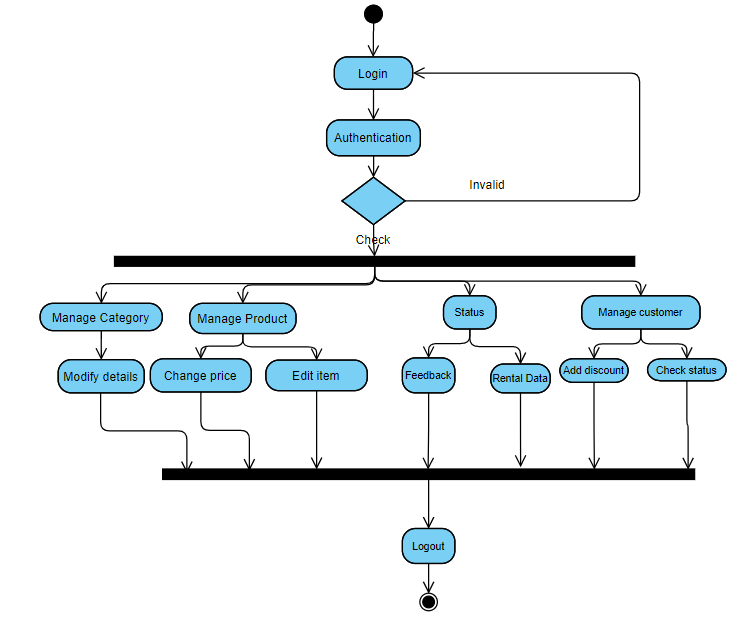 Login
Authentication
Invalid
Check
Manage Category
Manage Product
Status
Manage customer
Modify details
Change price
Edit item
Feedback
Rental Data
Add discount
Check status
Logout